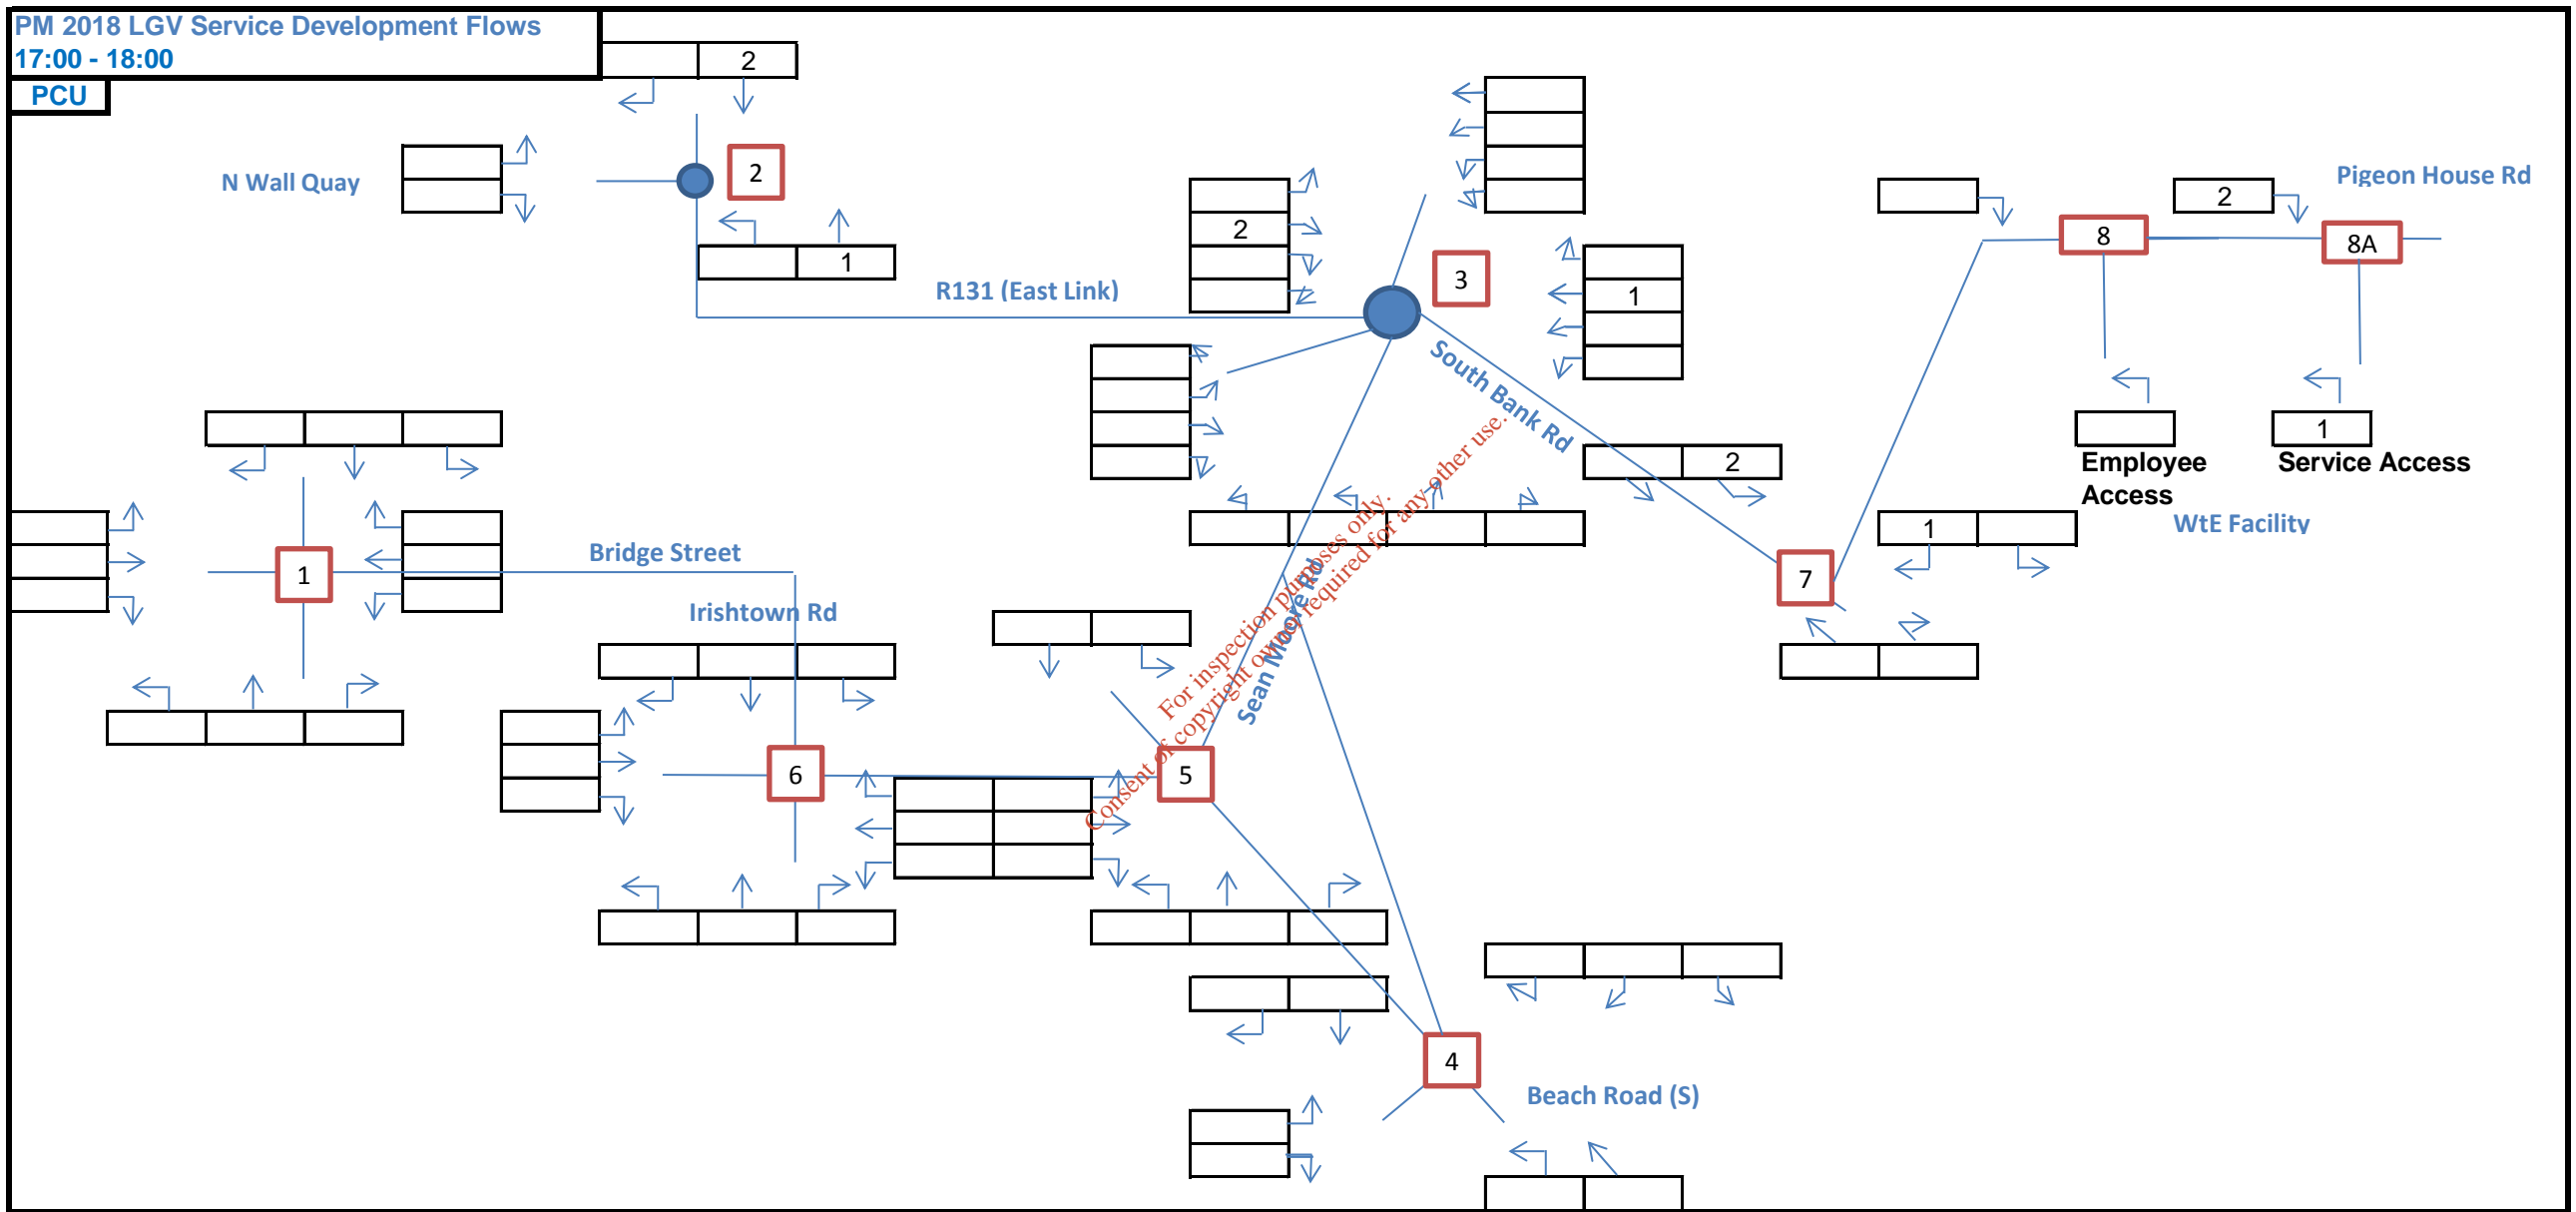 PM 2018 LGV Service Development Flows
17:00 - 18:00
PCU
2
N Wall Quay
2
1
R131 (East Link)
2
3
1
Pigeon House Rd
2
8
8A
South Bank Rd
2
1
Employee
Access
Service Access
WtE Facility
1
7
1
Bridge Street
Irishtown Rd
Sean Moore Rd
For inspection purposes only.
Consent of copyright owner required for any other use.
6
5
4
Beach Road (S)